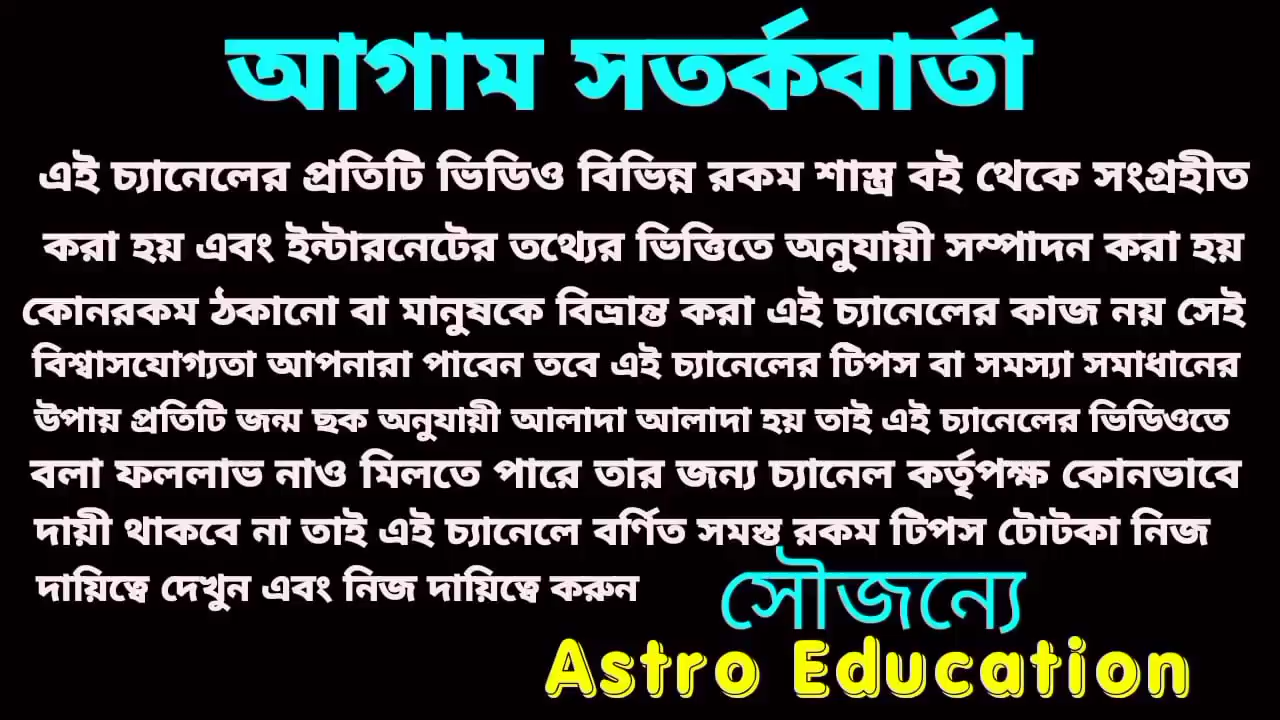 আগাম সতর্কবার্তা
এই চ্যানেলের প্রতিটি ভিডিও বিভিন্ন রকম শাস্ত্র বই থেকে সংগ্রহীত
করা হয় এবং ইন্টারনেটের তথ্যের ভিত্তিতে অনুযায়ী সম্পাদন করা হয়
কোনরকম ঠকানো বা মানুষকে বিভ্রান্ত করা এই চ্যানেলের কাজ নয় সেই
বিশ্বাসযোগ্যতা আপনারা পাবেন তবে এই চ্যানেলের টিপস বা সমস্যা সমাধানের
উপায় প্রতিটি জন্ম ছক অনুযায়ী আলাদা আলাদা হয় তাই এই চ্যানেলের ভিডিওতে
বলা ফললাভ নাও মিলতে পারে তার জন্য চ্যানেল কর্তৃপক্ষ কোনভাবে
দায়ী থাকবে না তাই এই চ্যানেলে বর্ণিত সমস্ত রকম টিপস টোটকা নিজ
দায়িত্বে দেখুন এবং নিজ দায়িত্বে করুন
সৌজন্যে
Astro Education